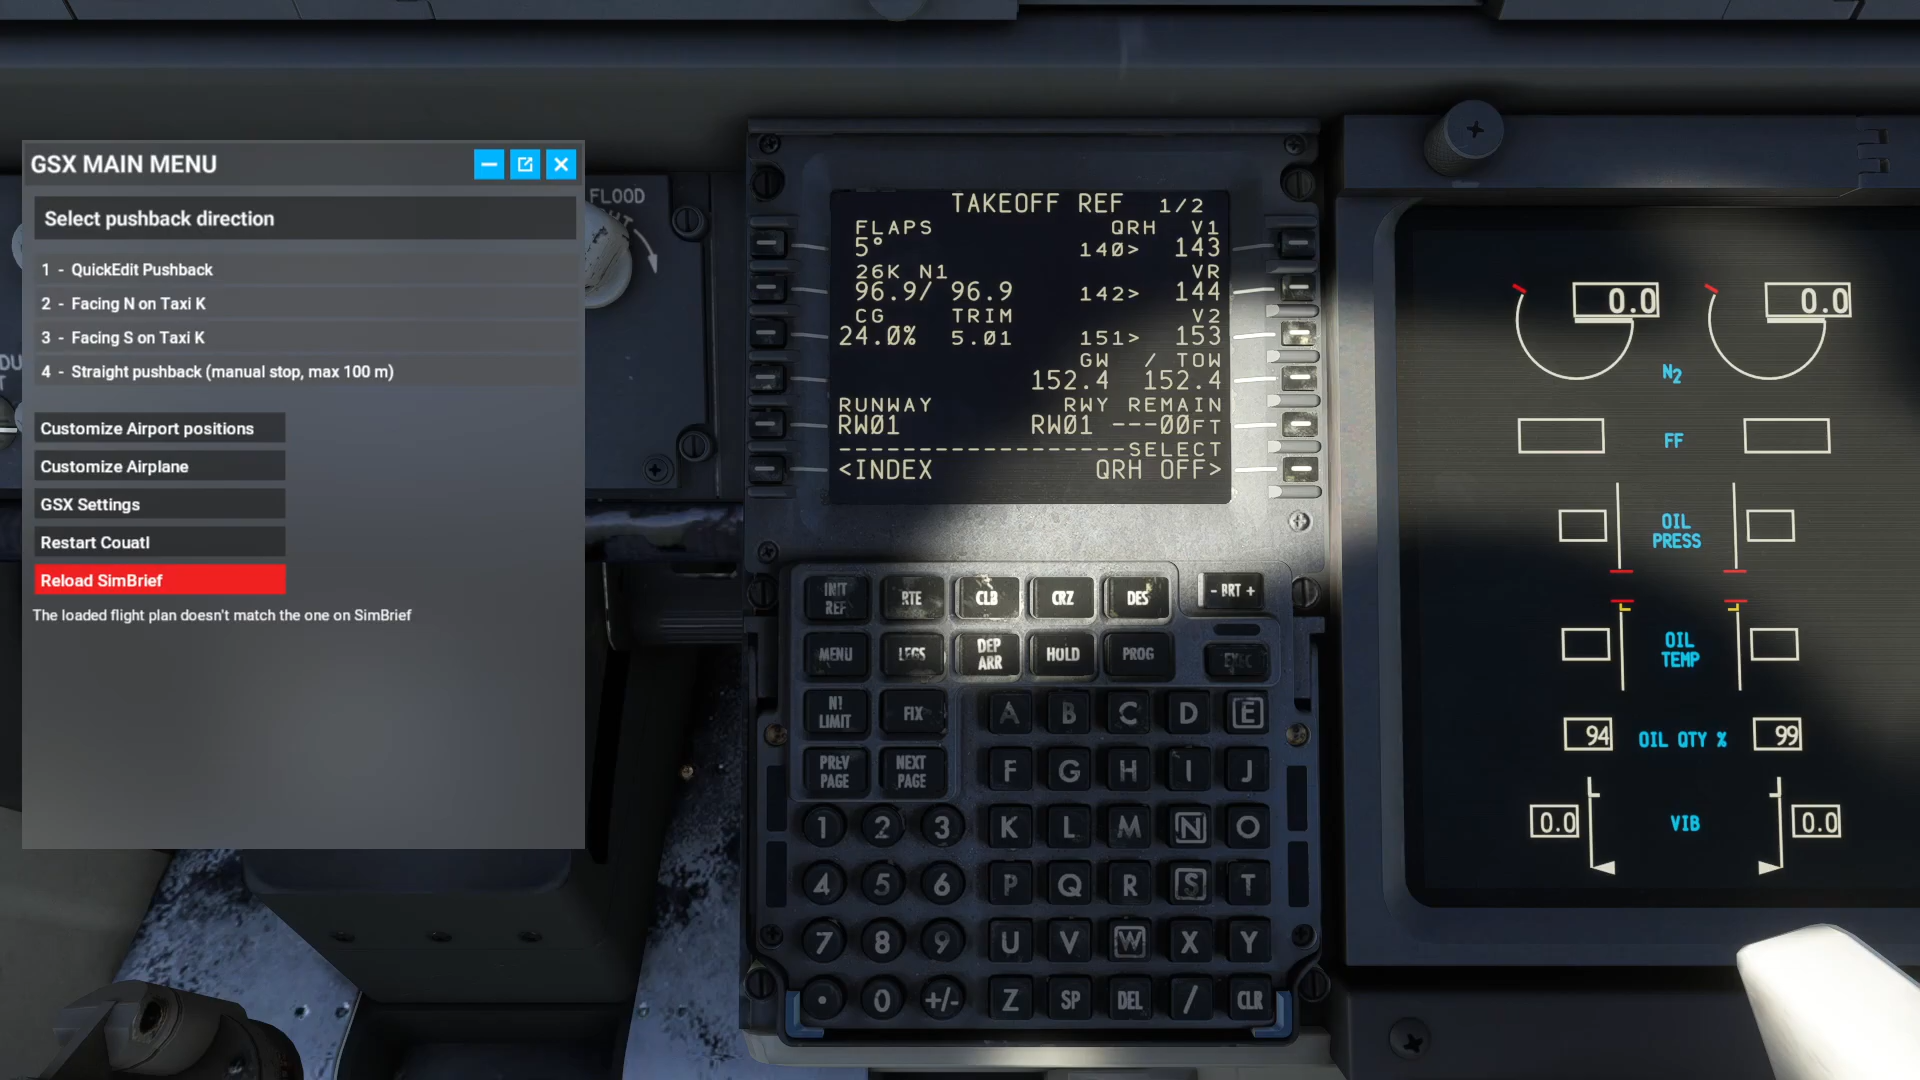 GSX MAIN MENU
Select pushback direction
1 - QuickEdit Pushback
2 - Facing N on Taxi K
3 - Facing S on Taxi K
4 - Straight pushback (manual stop, max 100 m)
Customize Airport positions
Customize Airplane
GSX Settings
Restart Couatl
Reload SimBrief
The loaded flight plan doesn't match the one on SimBrief
FLOOD
TAKEOFF REF 1/2
FLAPS QRH V1
5° 140> 143
26K N1 VR
96.9/ 96.9 142> 144
CG TRIM V2
24.0% 5.01 151> 153
GW / TOW
152.4 152.4
RUNWAY RWY REMAIN
RW01 RW01 ---00FT
------------------SELECT
<INDEX QRH OFF>
INIT REF RTE CLB CRZ DES - BRT +
MENU LEGS DEP ARR HOLD PROG EXEC
N1 LIMIT FIX A B C D E
PREV PAGE NEXT PAGE F G H I J
1 2 3 K L M N O
4 5 6 P Q R S T
7 8 9 U V W X Y
. 0 +/- Z SP DEL / CLR
0.0 0.0
N2
FF
OIL
PRESS
OIL
TEMP
94 OIL QTY % 99
0.0 VIB 0.0